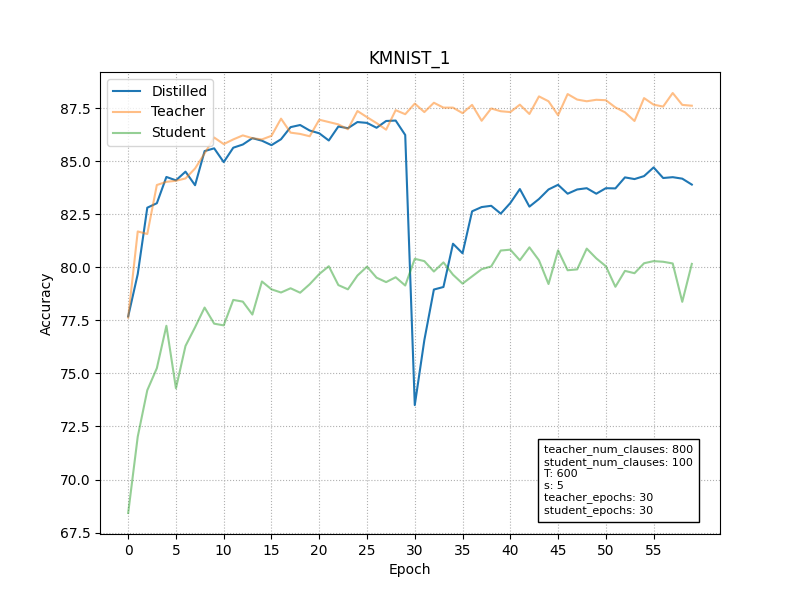 KMNIST_1
Distilled
Teacher
Student
87.5
85.0
82.5
80.0
77.5
75.0
72.5
70.0
67.5
Accuracy
teacher_num_clauses: 800
student_num_clauses: 100
T: 600
s: 5
teacher_epochs: 30
student_epochs: 30
0 5 10 15 20 25 30 35 40 45 50 55
Epoch